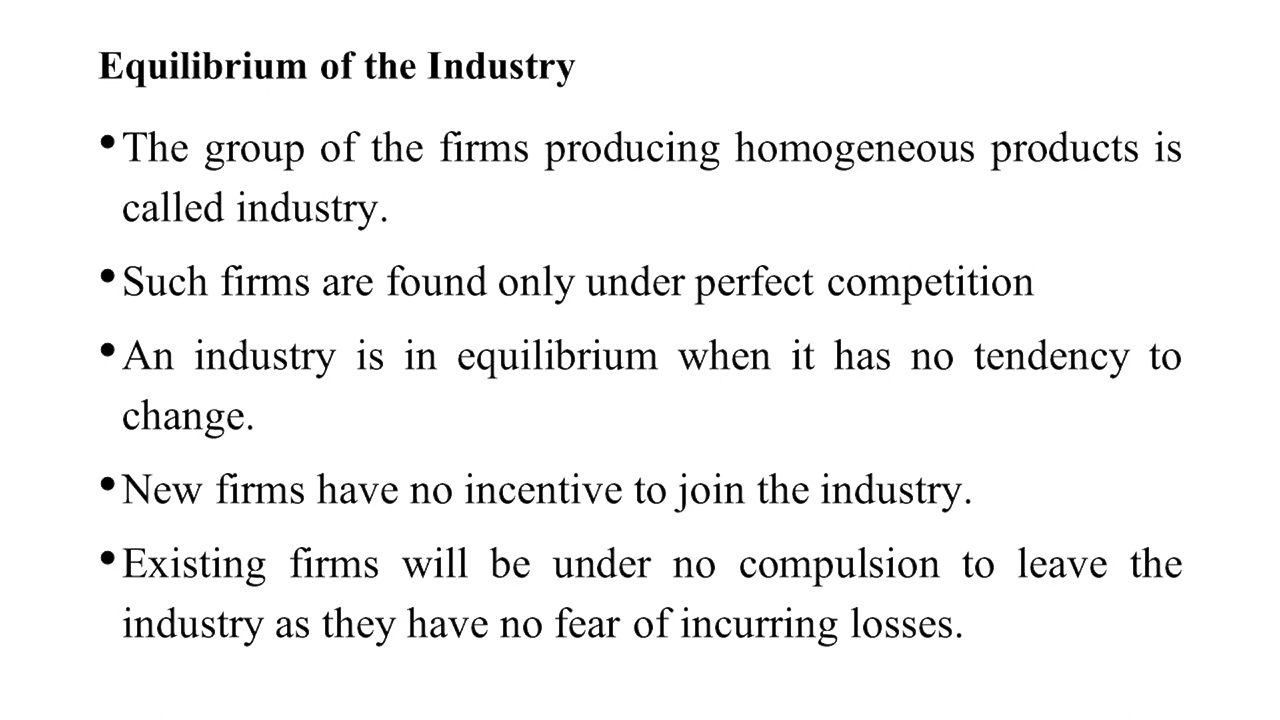 Equilibrium of the Industry
•The group of the firms producing homogeneous products is
called industry.
•Such firms are found only under perfect competition
•An industry is in equilibrium when it has no tendency to
change.
•New firms have no incentive to join the industry.
•Existing firms will be under no compulsion to leave the
industry as they have no fear of incurring losses.